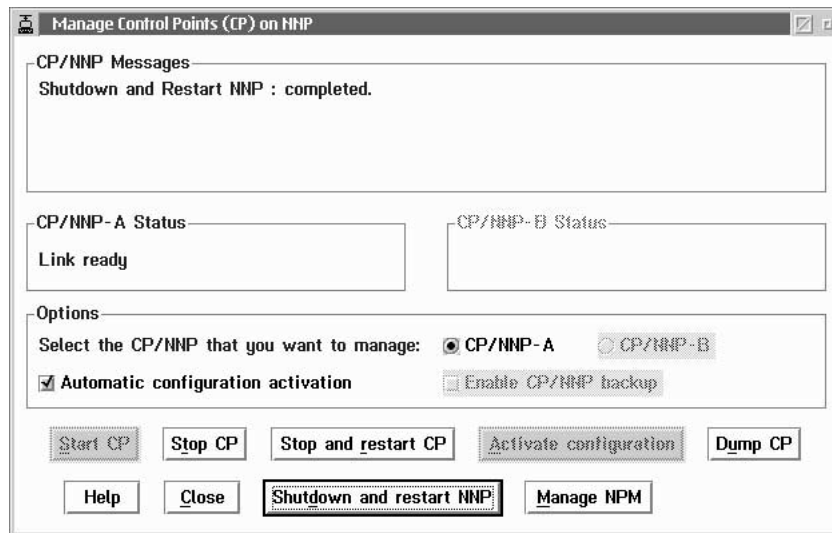 Manage Control Points (CP) on NNP
CP/NNP Messages
Shutdown and Restart NNP : completed.
CP/NNP-A Status
CP/NNP-B Status
Link ready
Options
Select the CP/NNP that you want to manage:
CP/NNP-A
CP/NNP-B
Automatic configuration activation
Enable CP/NNP backup
Start CP
Stop CP
Stop and restart CP
Activate configuration
Dump CP
Help
Close
Shutdown and restart NNP
Manage NPM